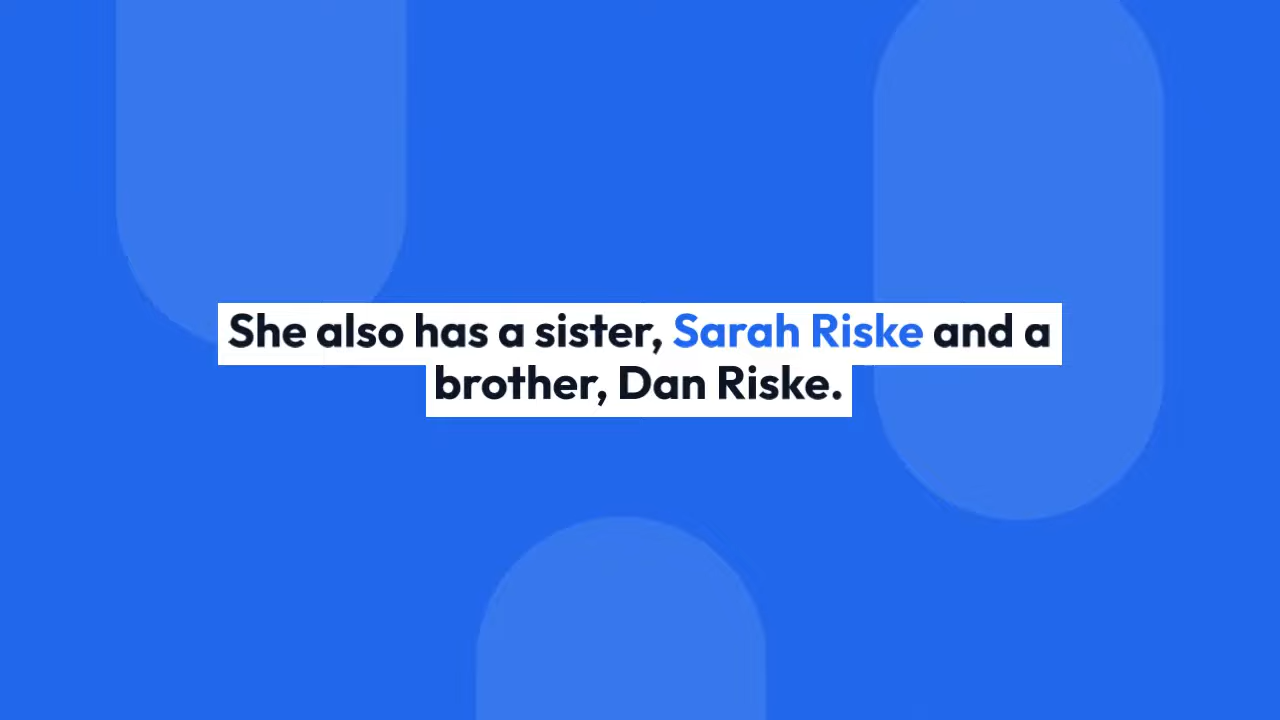 She also has a sister, Sarah Riske and a
brother, Dan Riske.